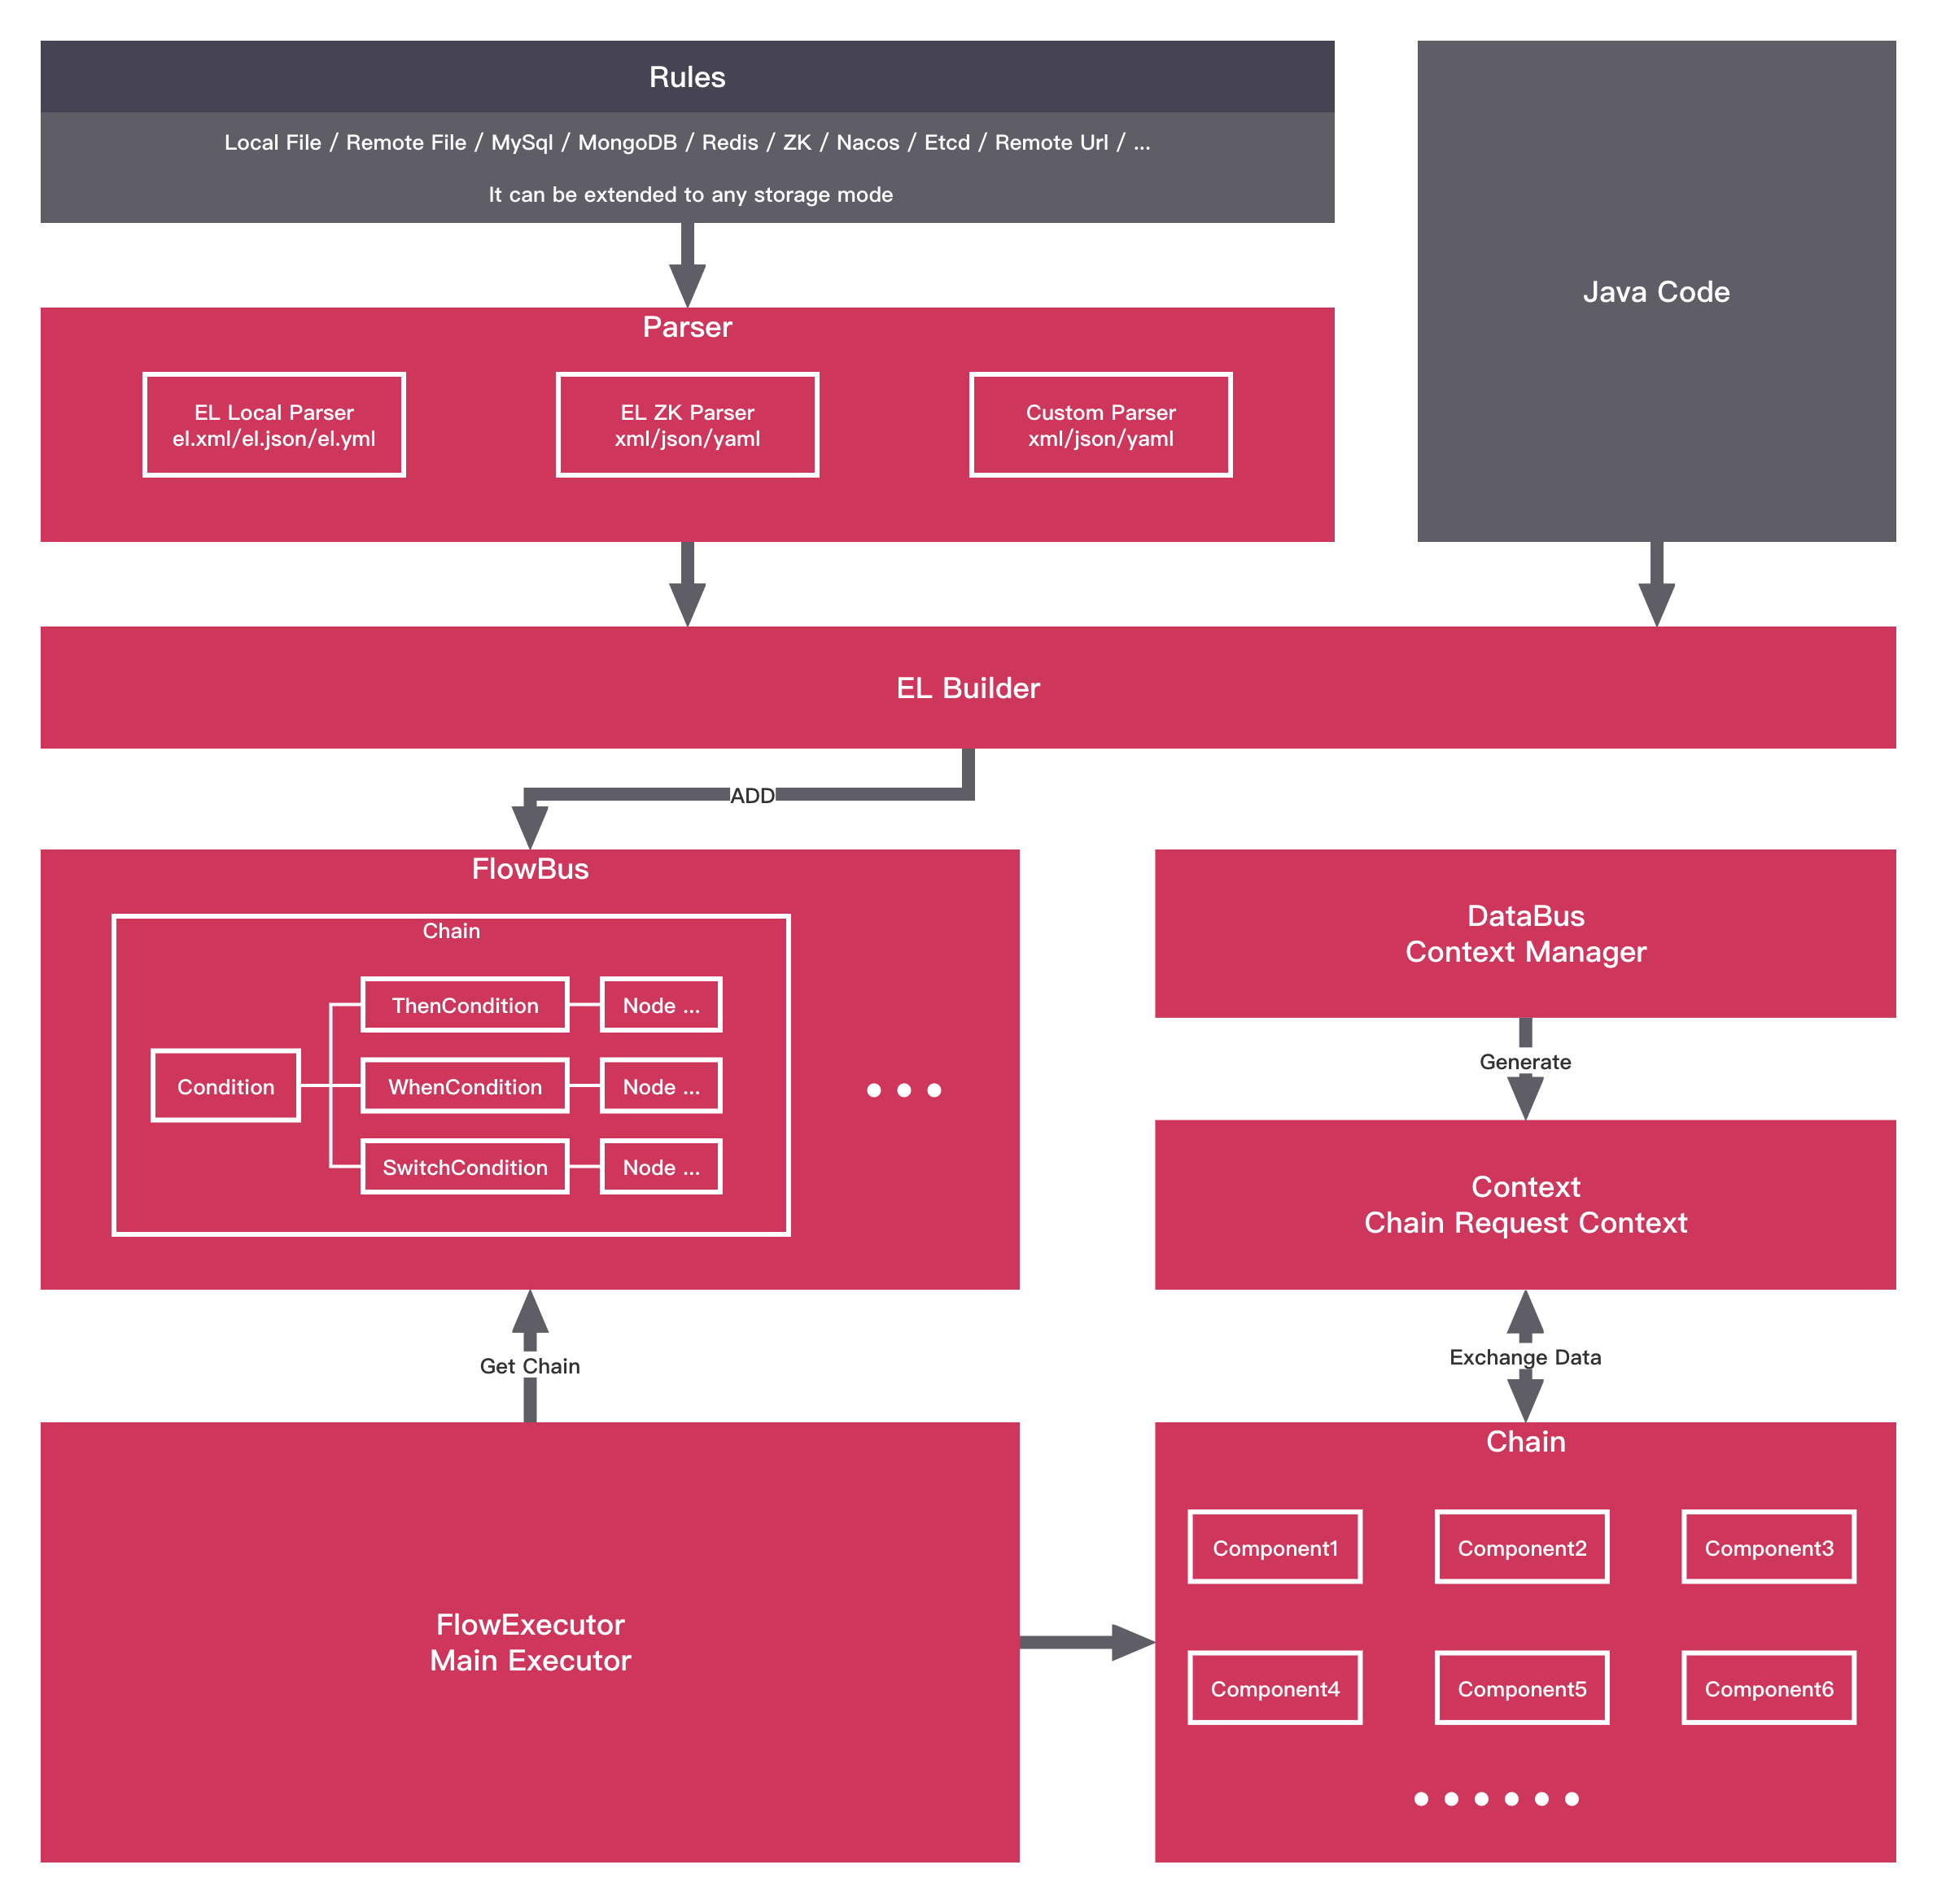 Rules
Local File / Remote File / MySql / MongoDB / Redis / ZK / Nacos / Etcd / Remote Url / ...
It can be extended to any storage mode
Java Code
Parser
EL Local Parser
el.xml/el.json/el.yml
EL ZK Parser
xml/json/yaml
Custom Parser
xml/json/yaml
EL Builder
ADD
FlowBus
Chain
Condition
ThenCondition
Node ...
WhenCondition
Node ...
SwitchCondition
Node ...
DataBus
Context Manager
Generate
Context
Chain Request Context
Get Chain
Exchange Data
FlowExecutor
Main Executor
Chain
Component1
Component2
Component3
Component4
Component5
Component6